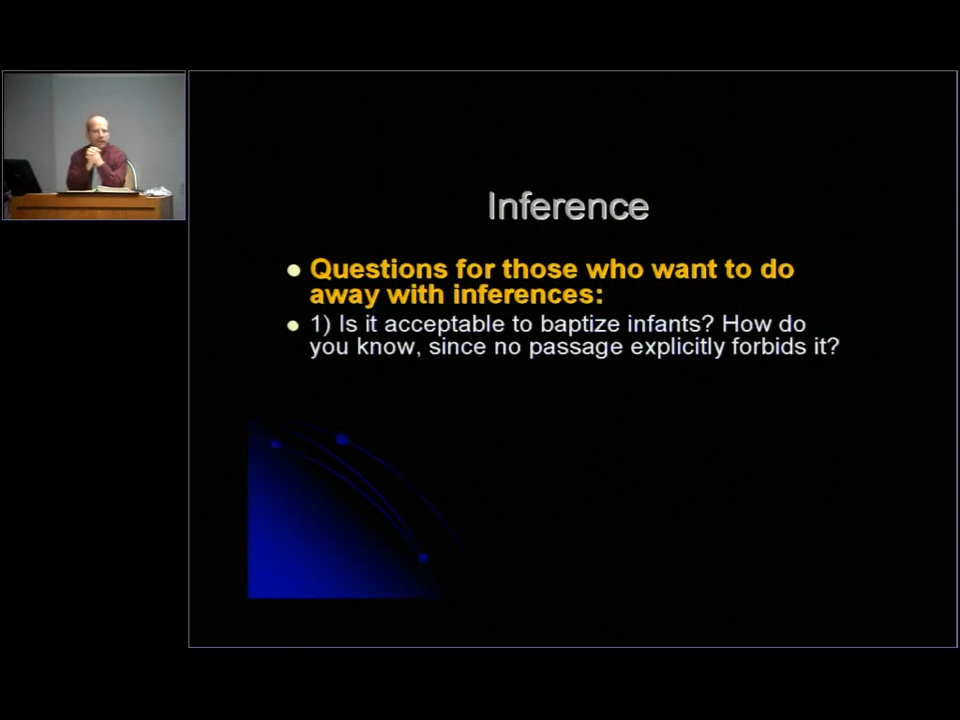 Inference
Questions for those who want to do
away with inferences:
1) Is it acceptable to baptize infants? How do
you know, since no passage explicitly forbids it?